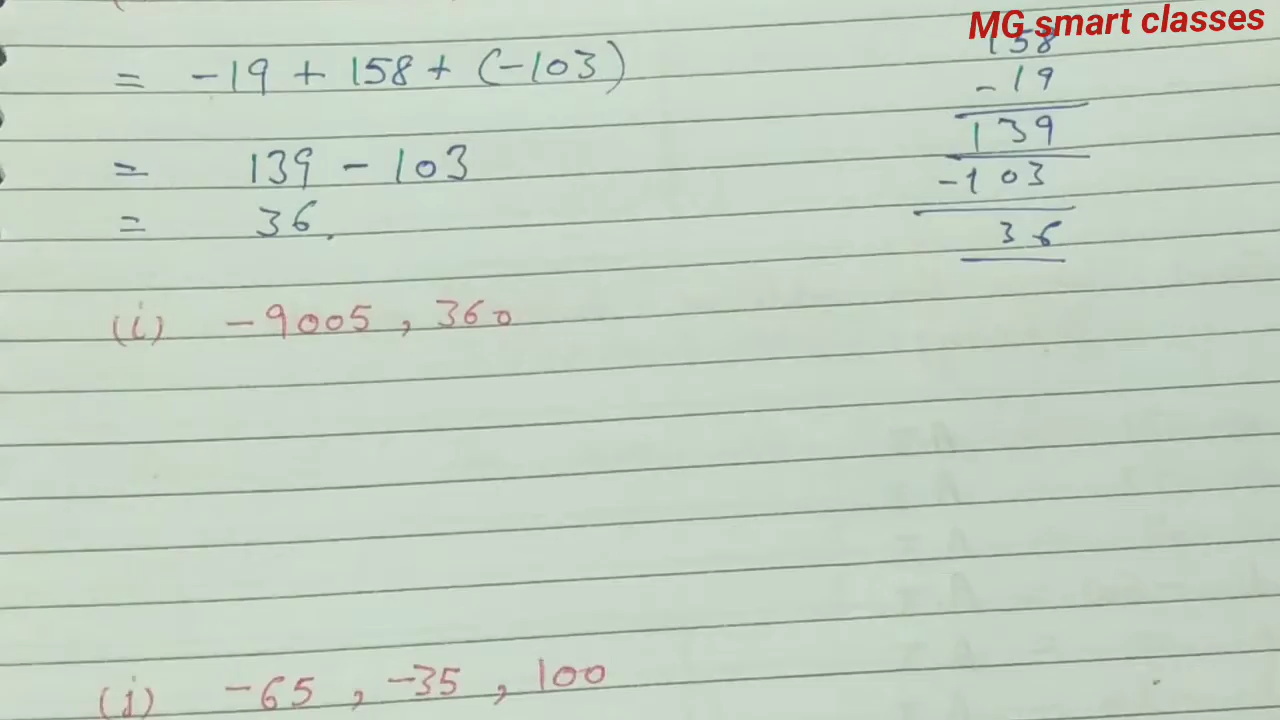 MG smart classes
= -19 + 158 + (-103)
= 139 - 103
= 36.
158
- 19
139
- 103
36
(i) -9005, 360
(j) -65, -35, 100